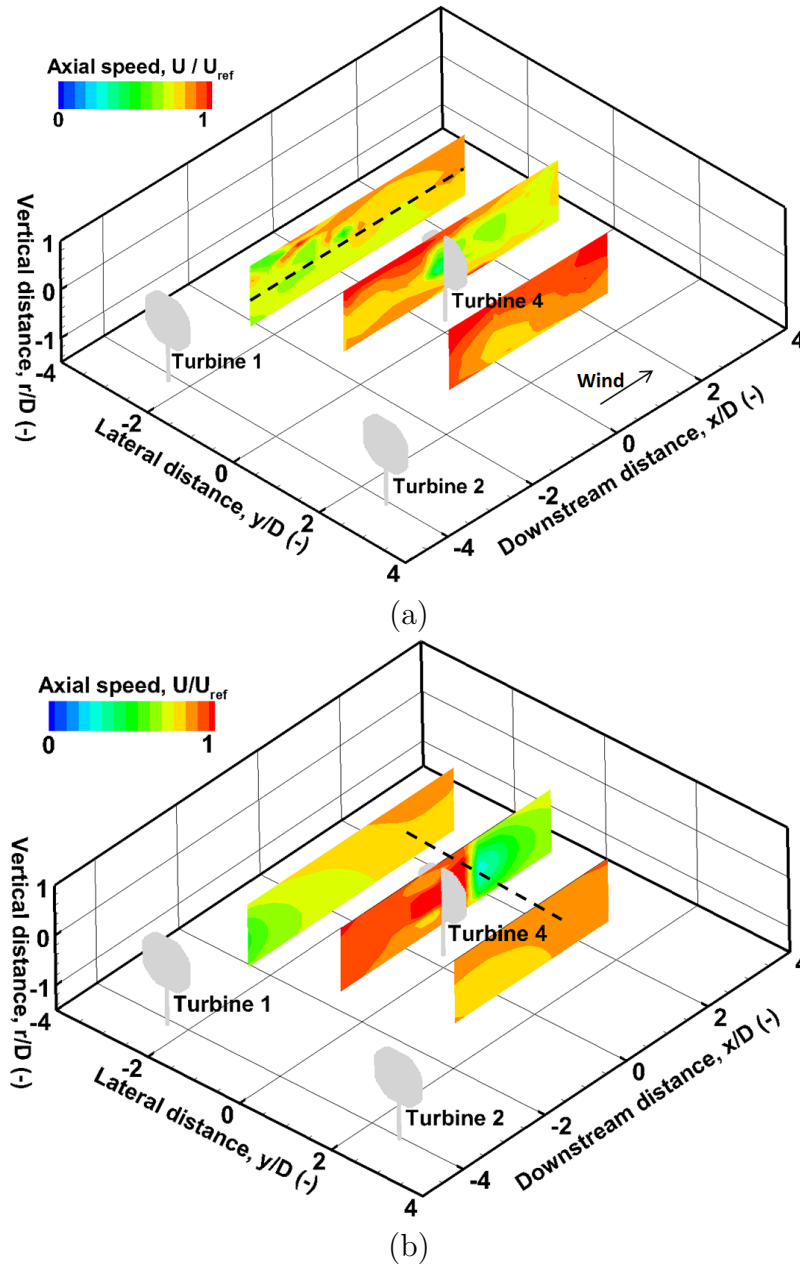 Axial speed, U / Uref
0 1
Vertical distance, r/D (-)
1
0
-1
-4
Turbine 1
Turbine 4
Turbine 2
Wind
-2
0
2
4
Lateral distance, y/D (-)
-4
-2
0
2
4
Downstream distance, x/D (-)
(a)
Axial speed, U/Uref
0 1
Vertical distance, r/D (-)
1
0
-1
-4
Turbine 1
Turbine 4
Turbine 2
-2
0
2
4
Lateral distance, y/D (-)
-4
-2
0
2
4
Downstream distance, x/D (-)
(b)